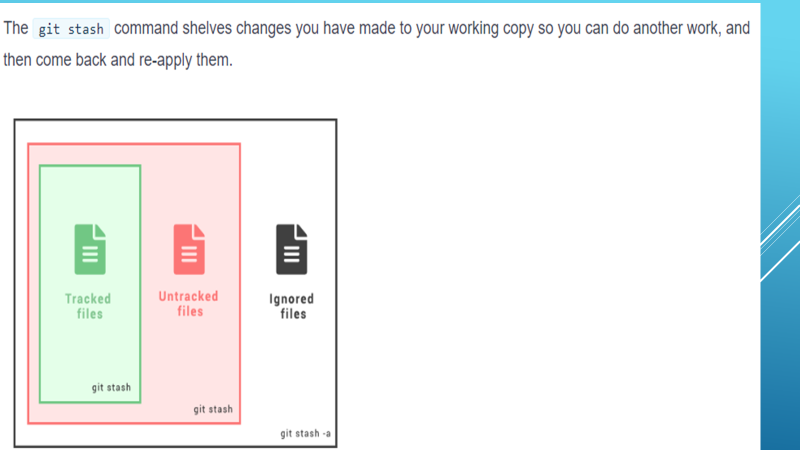 The git stash command shelves changes you have made to your working copy so you can do another work, and
then come back and re-apply them.
Tracked
files
Untracked
files
Ignored
files
git stash
git stash
git stash -a